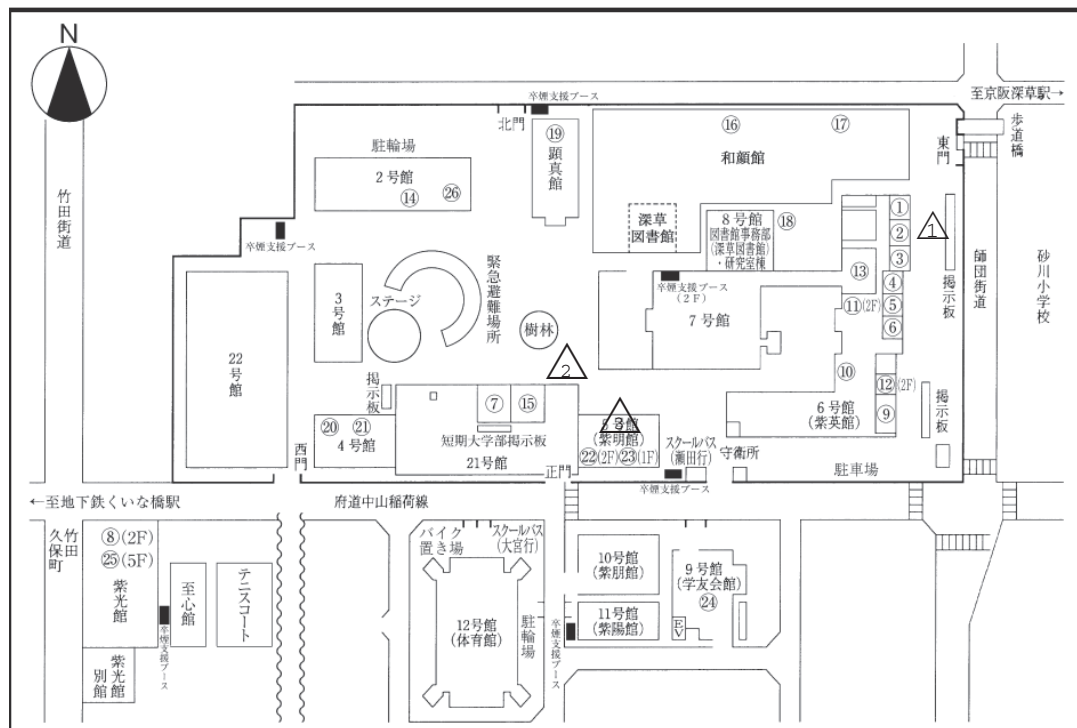 N
卒煙支援ブース
至京阪深草駅→
北門
⑲
顕真館
⑯
⑰
和顔館
東門
歩道橋
駐輪場
2号館
⑭
㉖
竹田街道
卒煙支援ブース
深草
図書館
8号館
図書館事務部
(深草図書館)
・研究室棟
⑱
①
②
③
1
掲示板
師団街道
砂川小学校
⑬
④
⑤
⑥
⑪(2F)
卒煙支援ブース
(2F)
7号館
緊急避難場所
ステージ
3号館
樹林
22号館
掲示板
2
⑩
⑫(2F)
⑨
6号館
(紫英館)
掲示板
⑦
⑮
短期大学部掲示板
21号館
⑳
㉑
4号館
3
号館
(紫明館)
㉒(2F)㉓(1F)
スクールバス
(瀬田行)
守衛所
駐車場
西門
正門
卒煙支援ブース
←至地下鉄くいな橋駅
府道中山稲荷線
竹田
久保町
⑧(2F)
㉕(5F)
紫光館
卒煙支援ブース
至心館
テニスコート
紫光館
別館
バイク
置き場
スクールバス
(大宮行)
12号館
(体育館)
駐輪場
10号館
(紫朋館)
11号館
(紫陽館)
卒煙支援ブース
9号館
(学友会館)
㉔
EV